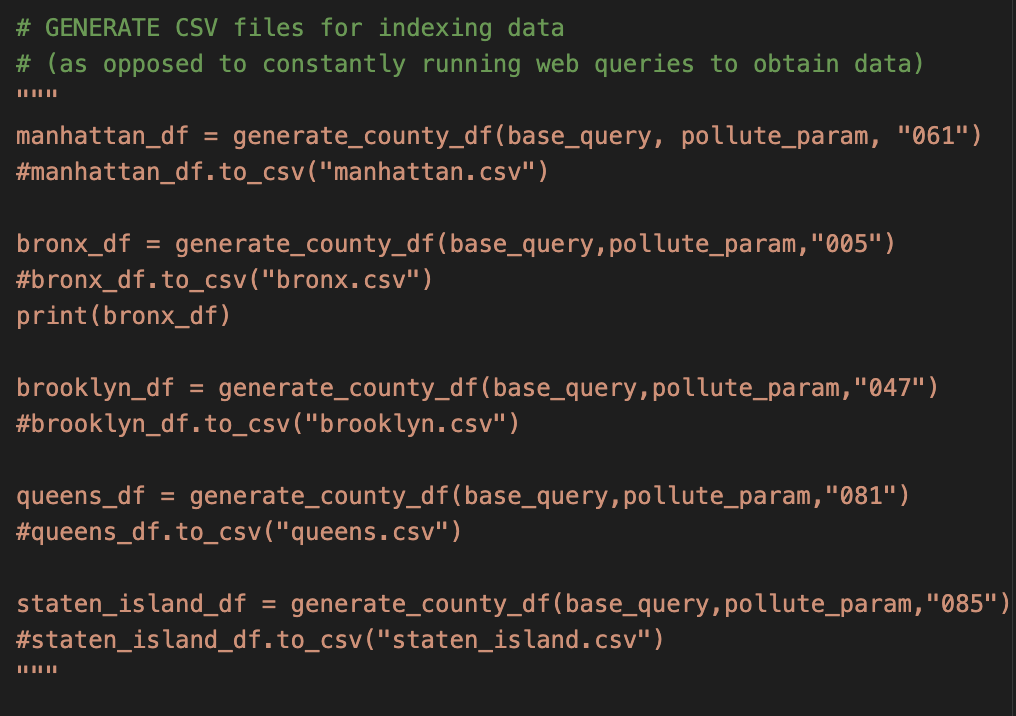 # GENERATE CSV files for indexing data
# (as opposed to constantly running web queries to obtain data)
"""
manhattan_df = generate_county_df(base_query, pollute_param, "061")
#manhattan_df.to_csv("manhattan.csv")
bronx_df = generate_county_df(base_query,pollute_param,"005")
#bronx_df.to_csv("bronx.csv")
print(bronx_df)
brooklyn_df = generate_county_df(base_query,pollute_param,"047")
#brooklyn_df.to_csv("brooklyn.csv")
queens_df = generate_county_df(base_query,pollute_param,"081")
#queens_df.to_csv("queens.csv")
staten_island_df = generate_county_df(base_query,pollute_param,"085")
#staten_island_df.to_csv("staten_island.csv")
"""